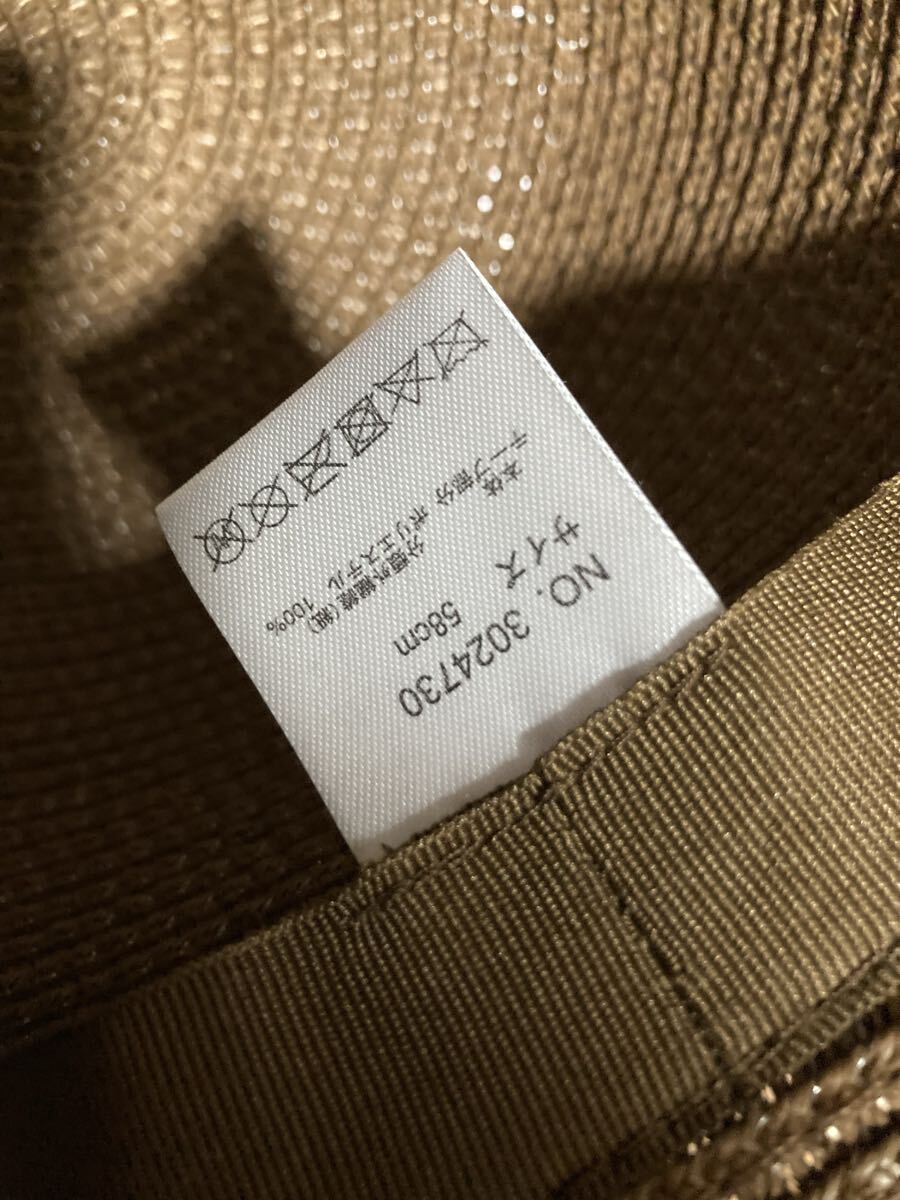 NO. 3024730
サイズ 58cm
本体 分類外繊維(紙)
テープ部分 ポリエステル 100%